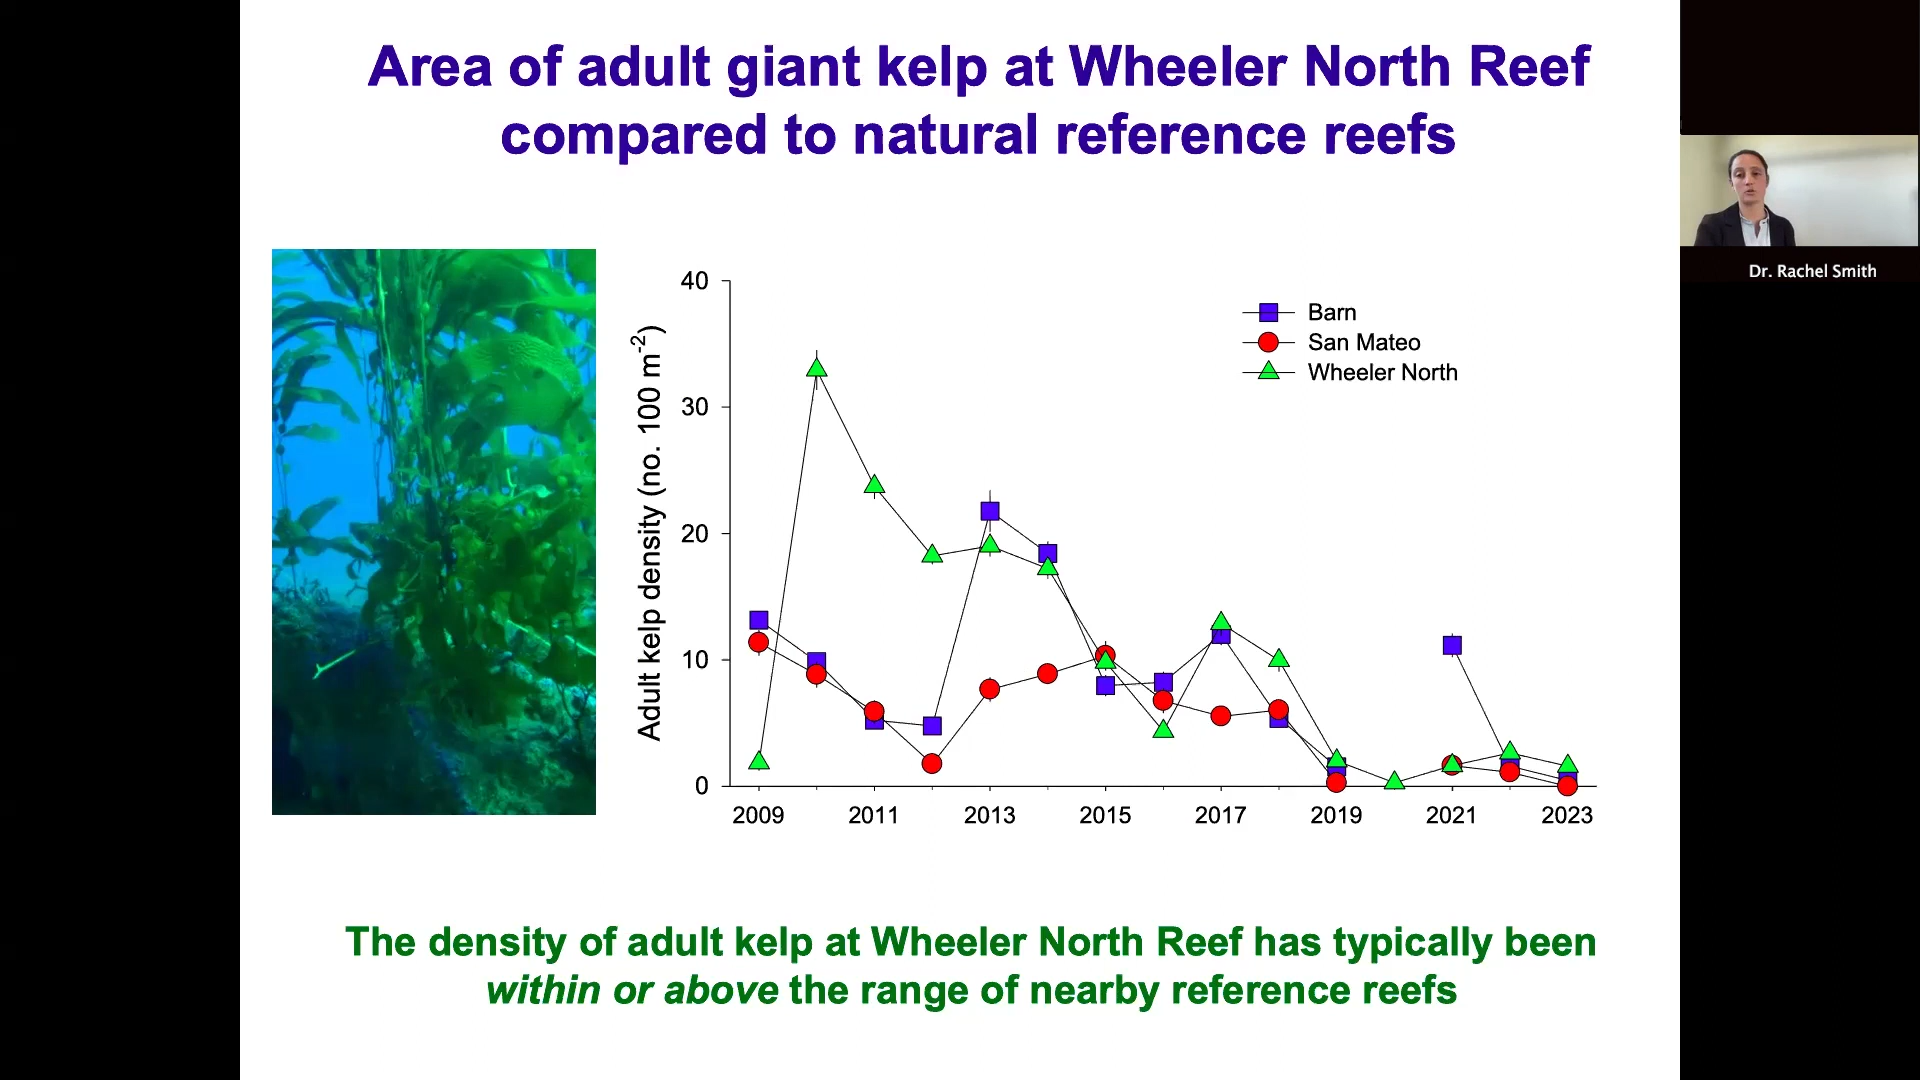 Area of adult giant kelp at Wheeler North Reef
compared to natural reference reefs
Dr. Rachel Smith
Adult kelp density (no. 100 m-2)
40
30
20
10
0
Barn
San Mateo
Wheeler North
2009 2011 2013 2015 2017 2019 2021 2023
The density of adult kelp at Wheeler North Reef has typically been
within or above the range of nearby reference reefs